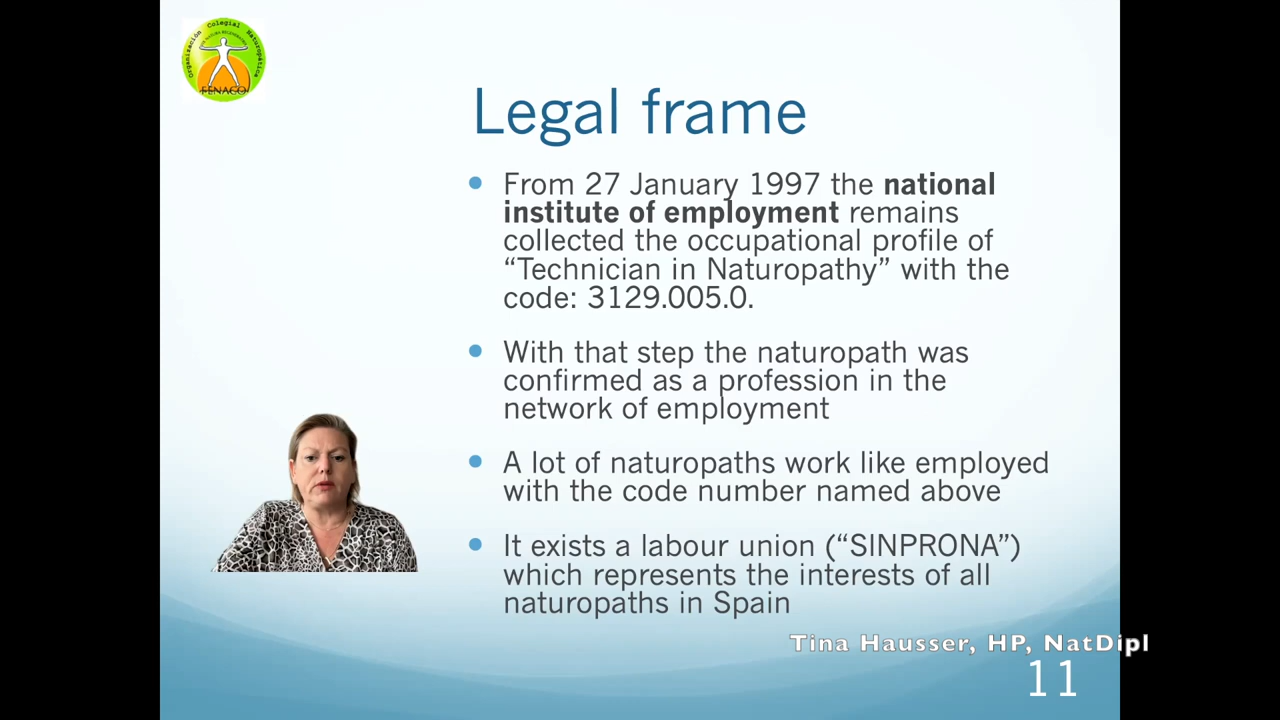 Organización Colegial Naturopática
FENACO
Legal frame
From 27 January 1997 the national
institute of employment remains
collected the occupational profile of
“Technician in Naturopathy” with the
code: 3129.005.0.
With that step the naturopath was
confirmed as a profession in the
network of employment
A lot of naturopaths work like employed
with the code number named above
It exists a labour union (“SINPRONA”)
which represents the interests of all
naturopaths in Spain
Tina Hausser, HP, NatDipl
11